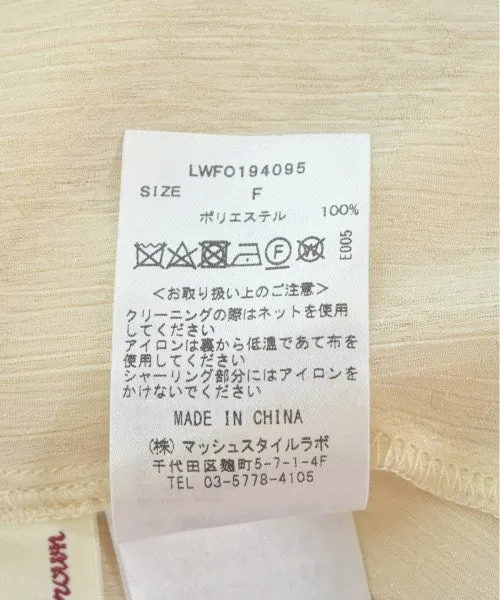 LWFO194095
SIZE F
ポリエステル 100%
F W
E005
<お取り扱い上のご注意>
クリーニングの際はネットを使用
してください
アイロンは裏から低温であて布を
使用してください
シャーリング部分にはアイロンを
かけないでください
MADE IN CHINA
(株) マッシュスタイルラボ
千代田区麹町5-7-1-4F
TEL 03-5778-4105